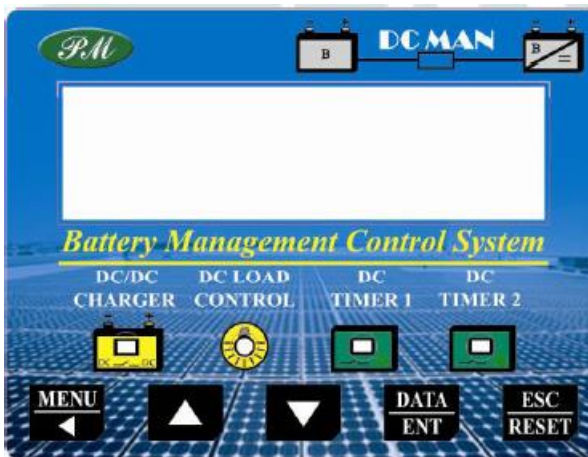 PM
DC MAN
B
B
Battery Management Control System
DC/DC CHARGER
DC LOAD CONTROL
DC TIMER 1
DC TIMER 2
DC DC
MENU
DATA
ENT
ESC
RESET